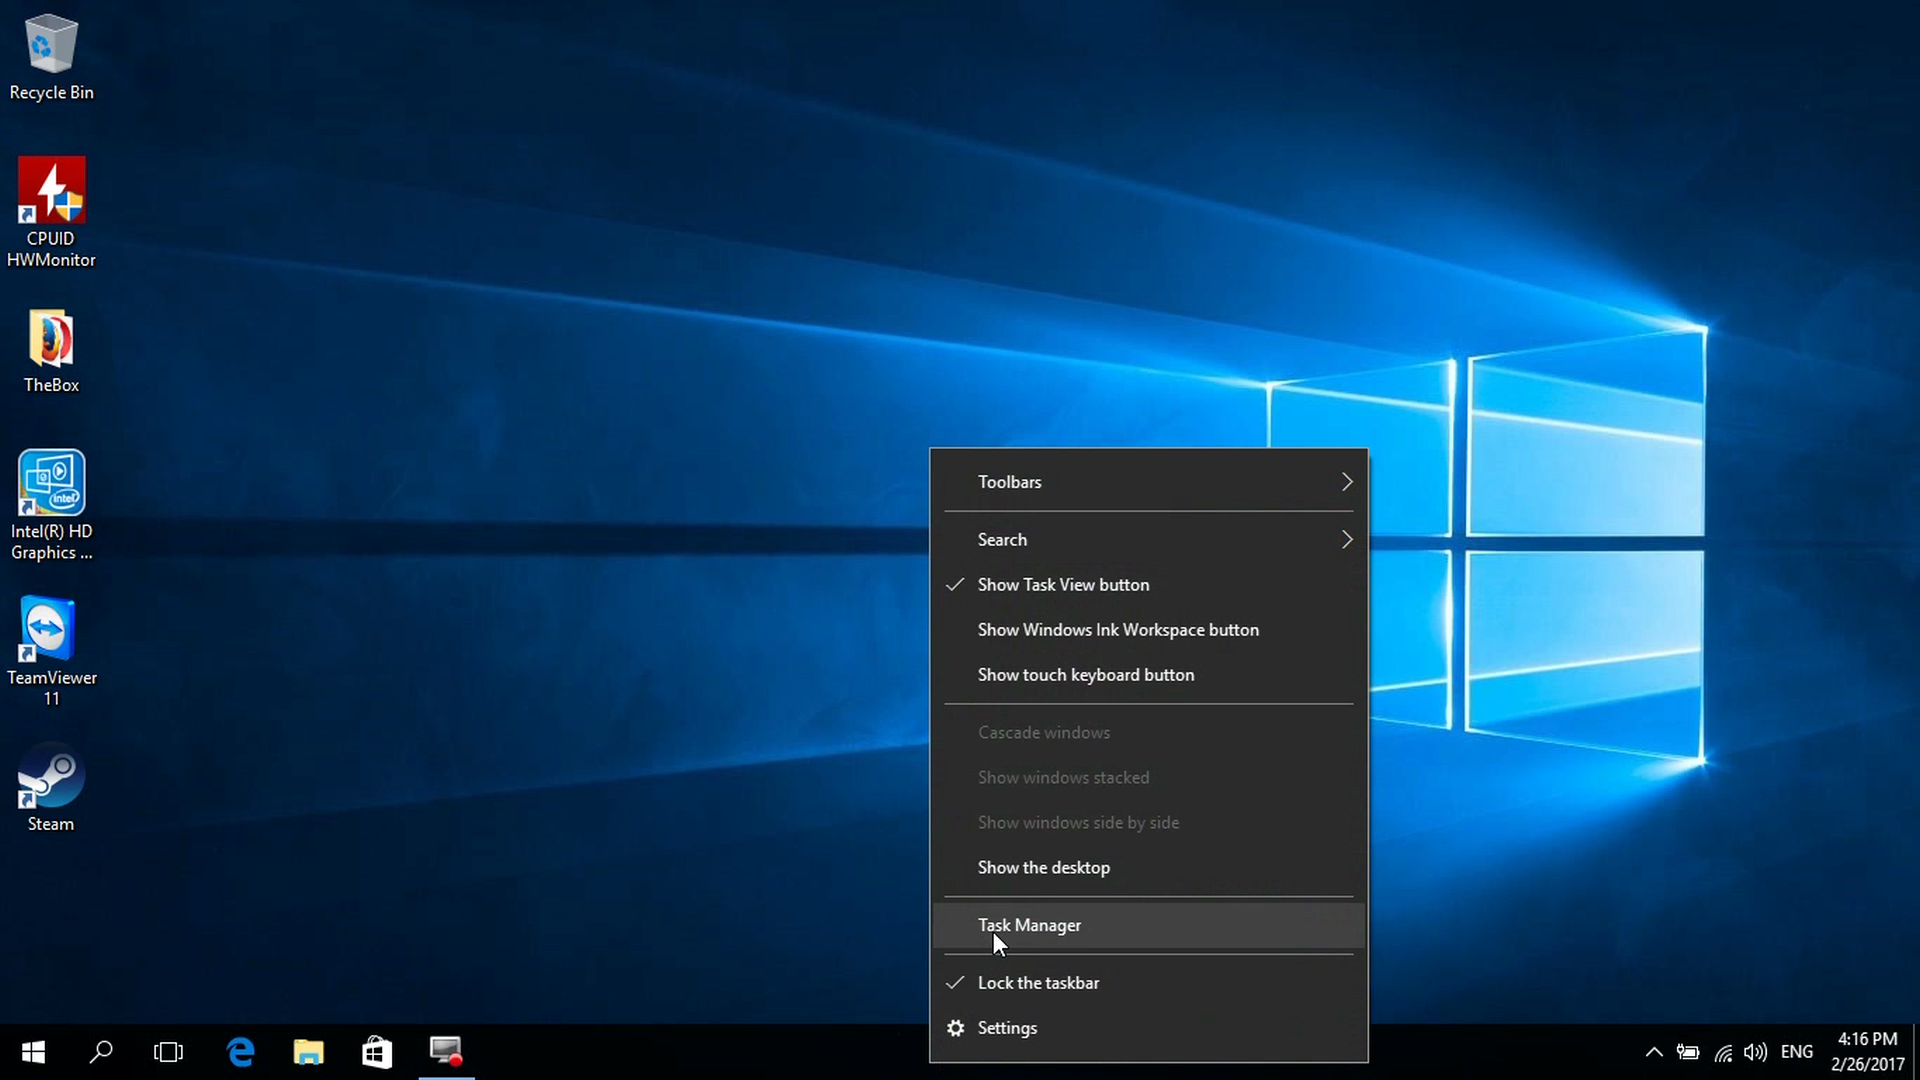 Recycle Bin
CPUID
HWMonitor
TheBox
intel
Intel(R) HD
Graphics ...
TeamViewer
11
Steam
Toolbars
Search
Show Task View button
Show Windows Ink Workspace button
Show touch keyboard button
Cascade windows
Show windows stacked
Show windows side by side
Show the desktop
Task Manager
Lock the taskbar
Settings
ENG
4:16 PM
2/26/2017